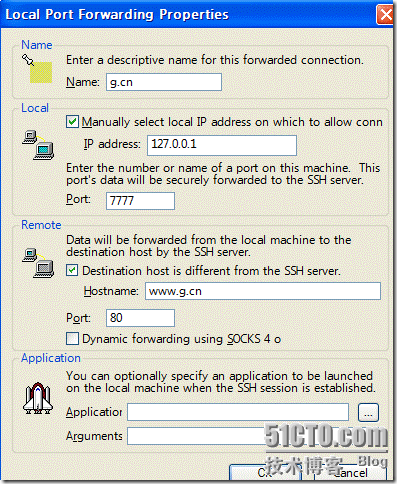 Local Port Forwarding Properties
Name
Enter a descriptive name for this forwarded connection.
Name: g.cn
Local
Manually select local IP address on which to allow conn
IP address: 127.0.0.1
Enter the number or name of a port on this machine. This
port's data will be securely forwarded to the SSH server.
Port: 7777
Remote
Data will be forwarded from the local machine to the
destination host by the SSH server.
Destination host is different from the SSH server.
Hostname: www.g.cn
Port: 80
Dynamic forwarding using SOCKS 4 o
Application
You can optionally specify an application to be launched
on the local machine when the SSH session is established.
Application ...
Arguments
51CTO.com
技术博客 Blog